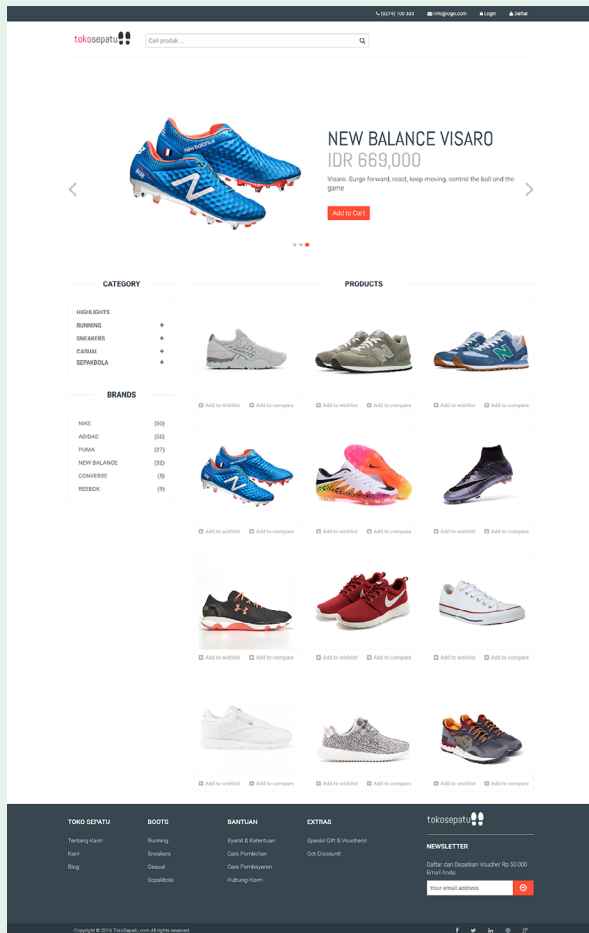 (0274) 100 333 info@logo.com Login Daftar
tokosepatu
Cari produk ...
NEW BALANCE VISARO
IDR 669,000
Visaro. Surge forward, react, keep moving, control the ball and the
game
Add to Cart
CATEGORY
HIGHLIGHTS
RUNNING
SNEAKERS
CASUAL
SEPAKBOLA
BRANDS
NIKE (50)
ADIDAS (56)
PUMA (27)
NEW BALANCE (32)
CONVERSE (5)
REEBOK (9)
PRODUCTS
Add to wishlist Add to compare Add to wishlist Add to compare Add to wishlist Add to compare
Add to wishlist Add to compare Add to wishlist Add to compare Add to wishlist Add to compare
Add to wishlist Add to compare Add to wishlist Add to compare Add to wishlist Add to compare
Add to wishlist Add to compare Add to wishlist Add to compare Add to wishlist Add to compare
TOKO SEPATU
Tentang Kami
Karir
Blog
BOOTS
Running
Sneakers
Casual
Sepakbola
BANTUAN
Syarat & Ketentuan
Cara Pembelian
Cara Pembayaran
Hubungi Kami
EXTRAS
Special Gift & Vouchers!
Get Discount!
tokosepatu
NEWSLETTER
Daftar dan Dapatkan Voucher Rp 50.000
Email Anda:
Your email address
Copyright © 2016 TokoSepatu.com All rights reserved.